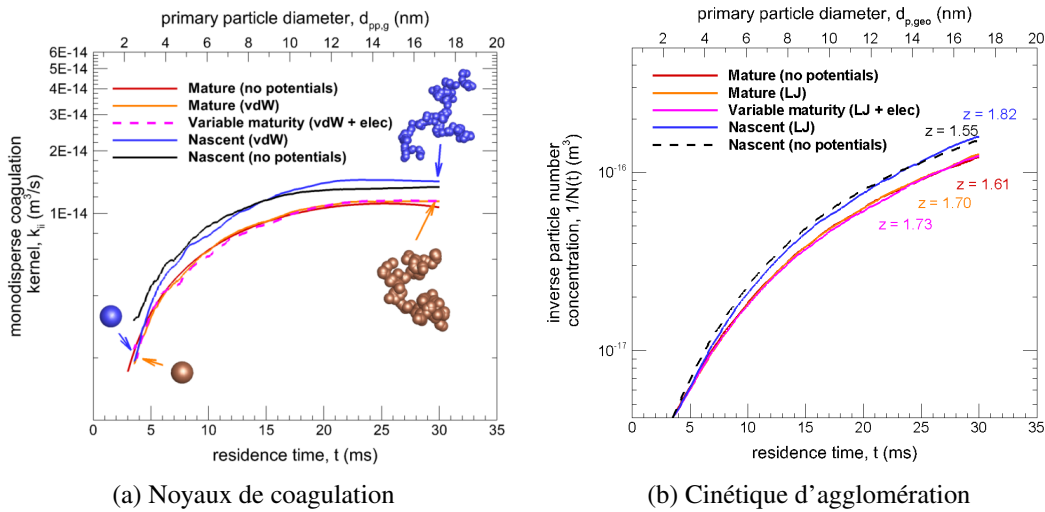 primary particle diameter, dpp,g (nm)
0 2 4 6 8 10 12 14 16 18 20
(a)
6E-14
5E-14
4E-14
3E-14
2E-14
1E-14
monodisperse coagulation
kernel, kii (m³/s)
Mature (no potentials)
Mature (vdW)
Variable maturity (vdW + elec)
Nascent (vdW)
Nascent (no potentials)
0 5 10 15 20 25 30 35
residence time, t (ms)
(a) Noyaux de coagulation
primary particle diameter, dp,geo (nm)
0 2 4 6 8 10 12 14 16 18 20
(b)
10-16
10-17
inverse particle number
concentration, 1/N(t) (m³)
Mature (no potentials)
Mature (LJ)
Variable maturity (LJ + elec)
Nascent (LJ)
Nascent (no potentials)
z = 1.82
z = 1.55
z = 1.61
z = 1.70
z = 1.73
0 5 10 15 20 25 30 35
residence time, t (ms)
(b) Cinétique d'agglomération